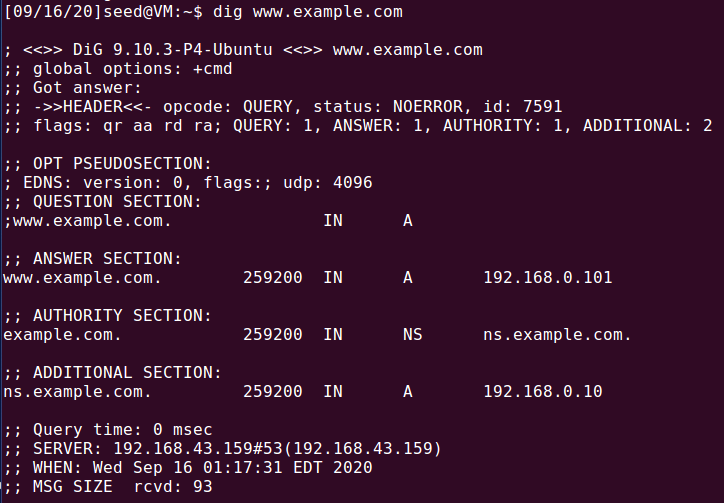 [09/16/20]seed@VM:~$ dig www.example.com
; <<>> DiG 9.10.3-P4-Ubuntu <<>> www.example.com
;; global options: +cmd
;; Got answer:
;; ->>HEADER<<- opcode: QUERY, status: NOERROR, id: 7591
;; flags: qr aa rd ra; QUERY: 1, ANSWER: 1, AUTHORITY: 1, ADDITIONAL: 2
;; OPT PSEUDOSECTION:
; EDNS: version: 0, flags:; udp: 4096
;; QUESTION SECTION:
;www.example.com. IN A
;; ANSWER SECTION:
www.example.com. 259200 IN A 192.168.0.101
;; AUTHORITY SECTION:
example.com. 259200 IN NS ns.example.com.
;; ADDITIONAL SECTION:
ns.example.com. 259200 IN A 192.168.0.10
;; Query time: 0 msec
;; SERVER: 192.168.43.159#53(192.168.43.159)
;; WHEN: Wed Sep 16 01:17:31 EDT 2020
;; MSG SIZE rcvd: 93